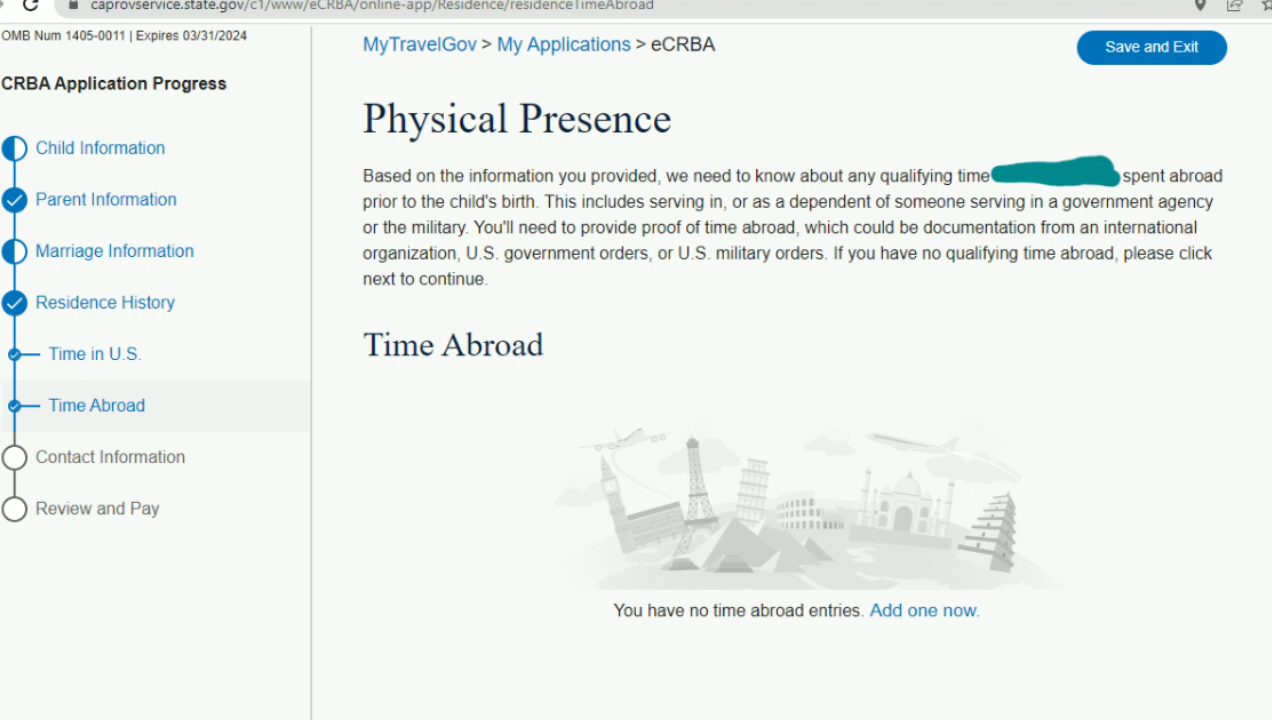 caprovservice.state.gov/c1/www/eCRBA/online-app/Residence/residenceTimeAbroad
OMB Num 1405-0011 | Expires 03/31/2024
MyTravelGov > My Applications > eCRBA
Save and Exit
CRBA Application Progress
Child Information
Parent Information
Marriage Information
Residence History
Time in U.S.
Time Abroad
Contact Information
Review and Pay
Physical Presence
Based on the information you provided, we need to know about any qualifying time spent abroad
prior to the child's birth. This includes serving in, or as a dependent of someone serving in a government agency
or the military. You'll need to provide proof of time abroad, which could be documentation from an international
organization, U.S. government orders, or U.S. military orders. If you have no qualifying time abroad, please click
next to continue.
Time Abroad
You have no time abroad entries. Add one now.